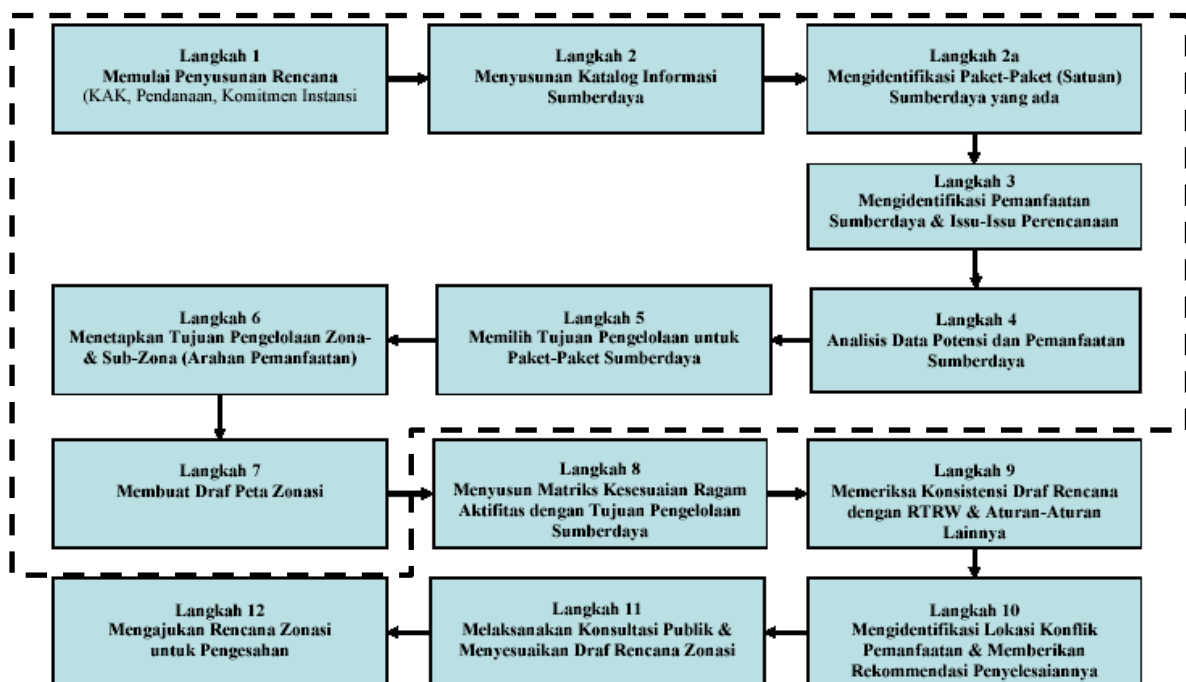 Langkah 1
Memulai Penyusunan Rencana
(KAK, Pendanaan, Komitmen Instansi
Langkah 2
Menyusunan Katalog Informasi
Sumberdaya
Langkah 2a
Mengidentifikasi Paket-Paket (Satuan)
Sumberdaya yang ada
Langkah 3
Mengidentifikasi Pemanfaatan
Sumberdaya & Issu-Issu Perencanaan
Langkah 4
Analisis Data Potensi dan Pemanfaatan
Sumberdaya
Langkah 5
Memilih Tujuan Pengelolaan untuk
Paket-Paket Sumberdaya
Langkah 6
Menetapkan Tujuan Pengelolaan Zona-
& Sub-Zona (Arahan Pemanfaatan)
Langkah 7
Membuat Draf Peta Zonasi
Langkah 8
Menyusun Matriks Kesesuaian Ragam
Aktifitas dengan Tujuan Pengelolaan
Sumberdaya
Langkah 9
Memeriksa Konsistensi Draf Rencana
dengan RTRW & Aturan-Aturan
Lainnya
Langkah 10
Mengidentifikasi Lokasi Konflik
Pemanfaatan & Memberikan
Rekommendasi Penyelesaiannya
Langkah 11
Melaksanakan Konsultasi Publik &
Menyesuaikan Draf Rencana Zonasi
Langkah 12
Mengajukan Rencana Zonasi
untuk Pengesahan